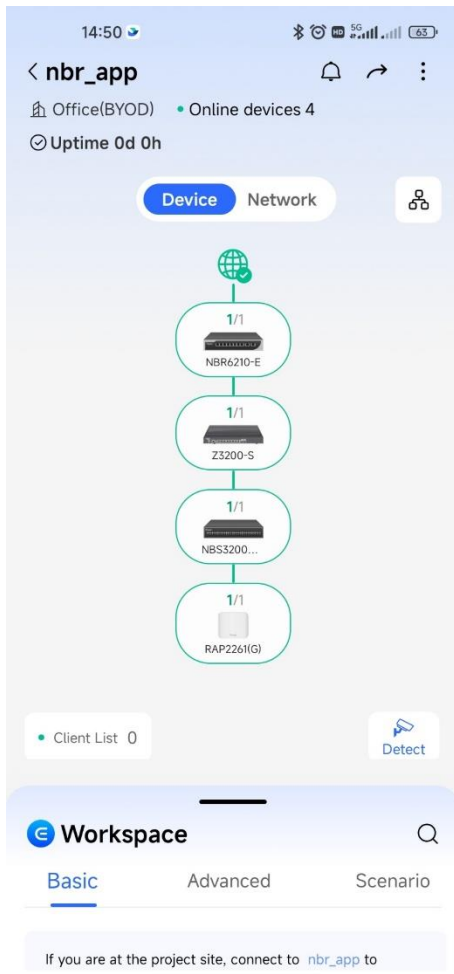 14:50 5G 63
nbr_app
Office(BYOD) Online devices 4
Uptime 0d 0h
Device Network
1/1
NBR6210-E
1/1
Z3200-S
1/1
NBS3200...
1/1
RAP2261(G)
Client List 0
Detect
Workspace
Basic Advanced Scenario
If you are at the project site, connect to nbr_app to